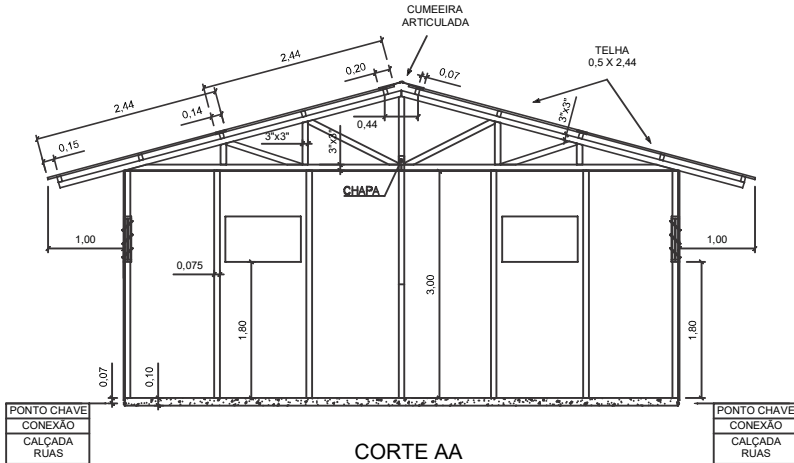 CUMEEIRA
ARTICULADA
TELHA
0,5 X 2,44
2,44
0,20
0,07
2,44
0,14
0,44
3"x3"
0,15
3"x3"
3"x3"
CHAPA
1,00
1,00
0,075
3,00
1,80
1,80
0,07
0,10
PONTO CHAVE
CONEXÃO
CALÇADA
RUAS
PONTO CHAVE
CONEXÃO
CALÇADA
RUAS
CORTE AA